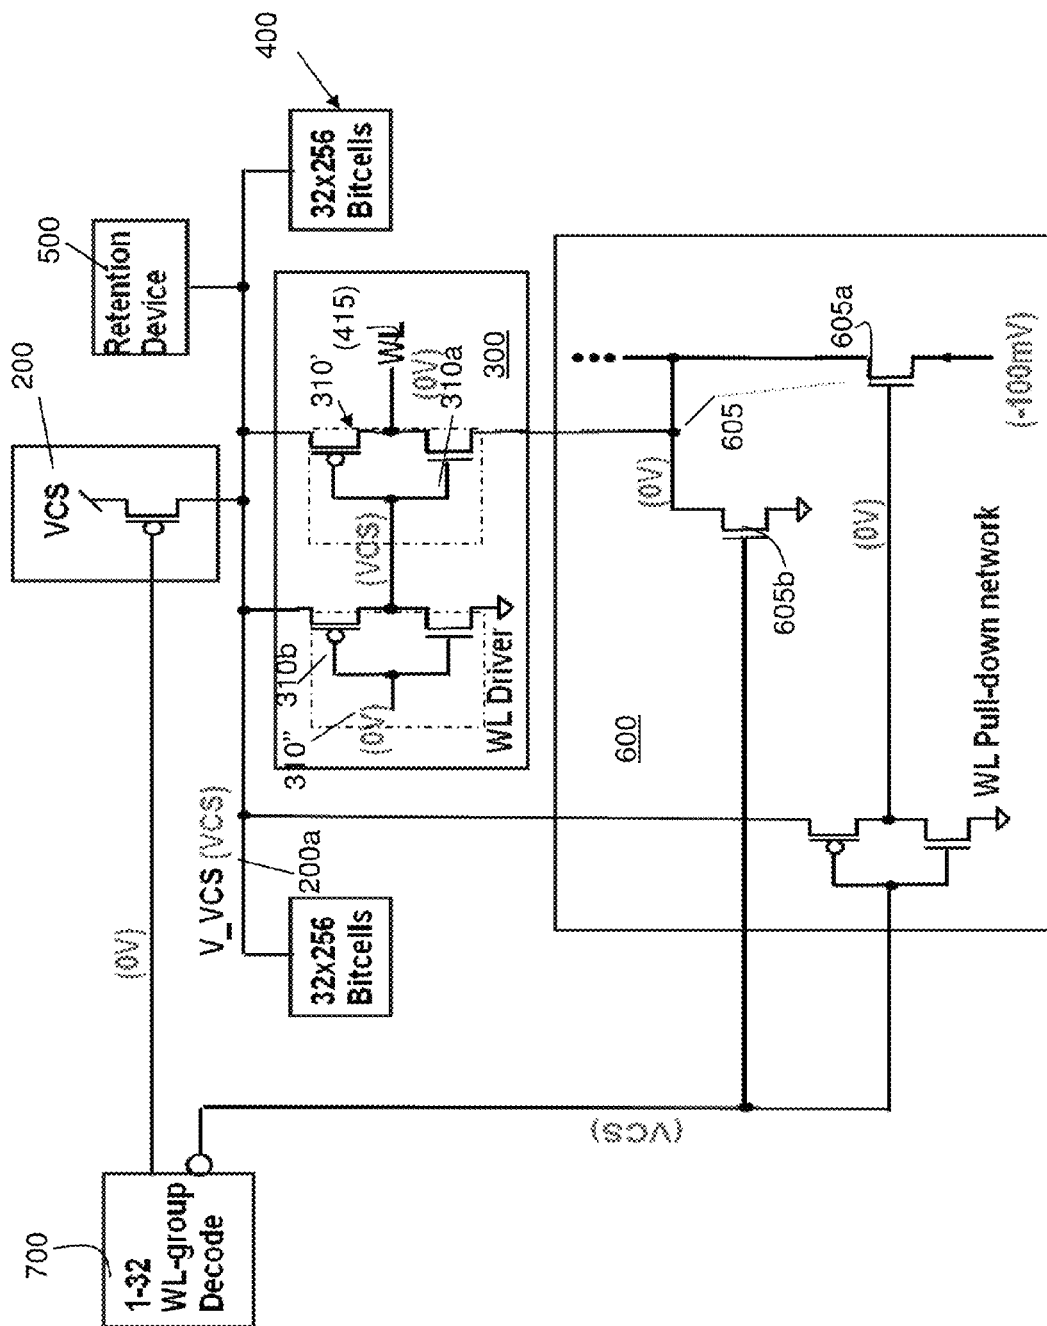 700
1-32
WL-group
Decode
(0V)
200
VCS
500
Retention
Device
400
32x256
Bitcells
V_VCS (VCS)
200a
32x256
Bitcells
310"
(0V)
310b
WL Driver
(VCS)
310'
(415)
WL
(0V)
310a
300
(VCS)
600
(0V)
605b
605
605a
(0V)
(-100mV)
WL Pull-down network